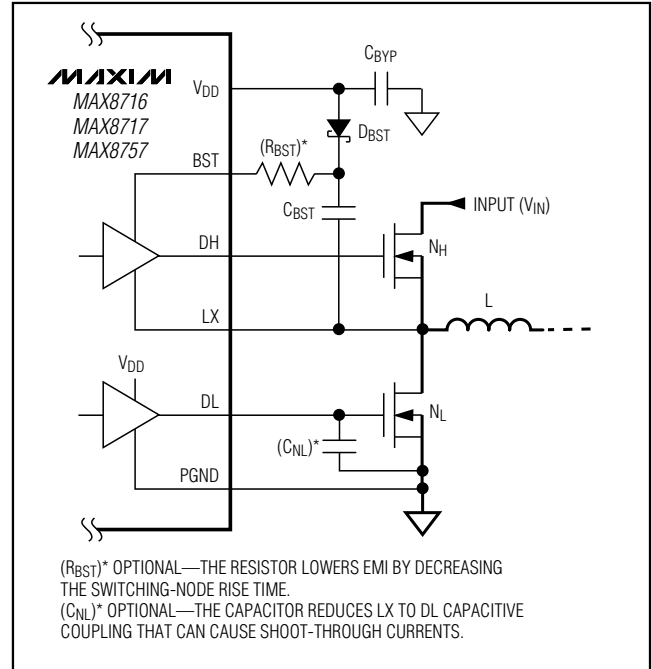 MAXIM
MAX8716
MAX8717
MAX8757
VDD
CBYP
DBST
BST
(RBST)*
CBST
INPUT (VIN)
DH
NH
LX
L
VDD
DL
NL
(CNL)*
PGND
(RBST)* OPTIONAL—THE RESISTOR LOWERS EMI BY DECREASING
THE SWITCHING-NODE RISE TIME.
(CNL)* OPTIONAL—THE CAPACITOR REDUCES LX TO DL CAPACITIVE
COUPLING THAT CAN CAUSE SHOOT-THROUGH CURRENTS.